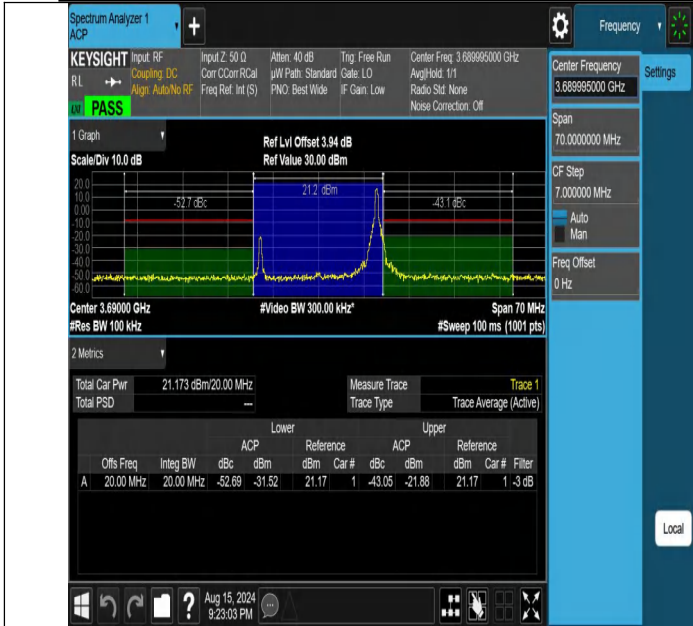 Spectrum Analyzer 1
ACP
+
Frequency
KEYSIGHT Input: RF Input Z: 50 Ω Atten: 40 dB Trig: Free Run Center Freq: 3.689995000 GHz
RL Coupling: DC Corr CCorr RCal µW Path: Standard Gate: LO Avg|Hold: 1/1
Align: Auto/No RF Freq Ref: Int (S) PNO: Best Wide IF Gain: Low Radio Std: None
PASS Noise Correction: Off
Center Frequency
3.689995000 GHz
Settings
Span
70.0000000 MHz
CF Step
7.000000 MHz
Auto
Man
Freq Offset
0 Hz
Local
1 Graph
Ref Lvl Offset 3.94 dB
Scale/Div 10.0 dB Ref Value 30.00 dBm
20.0
10.0
0.00
-10.0
-20.0
-30.0
-40.0
-50.0
-60.0
-52.7 dBc 21.2 dBm -43.1 dBc
Center 3.69000 GHz #Video BW 300.00 kHz* Span 70 MHz
#Res BW 100 kHz #Sweep 100 ms (1001 pts)
2 Metrics
Total Car Pwr 21.173 dBm/20.00 MHz Measure Trace Trace 1
Total PSD --- Trace Type Trace Average (Active)
Lower Upper
ACP Reference ACP Reference
Offs Freq Integ BW dBc dBm dBm Car # dBc dBm dBm Car # Filter
A 20.00 MHz 20.00 MHz -52.69 -31.52 21.17 1 -43.05 -21.88 21.17 1 -3 dB
? Aug 15, 2024
9:23:03 PM